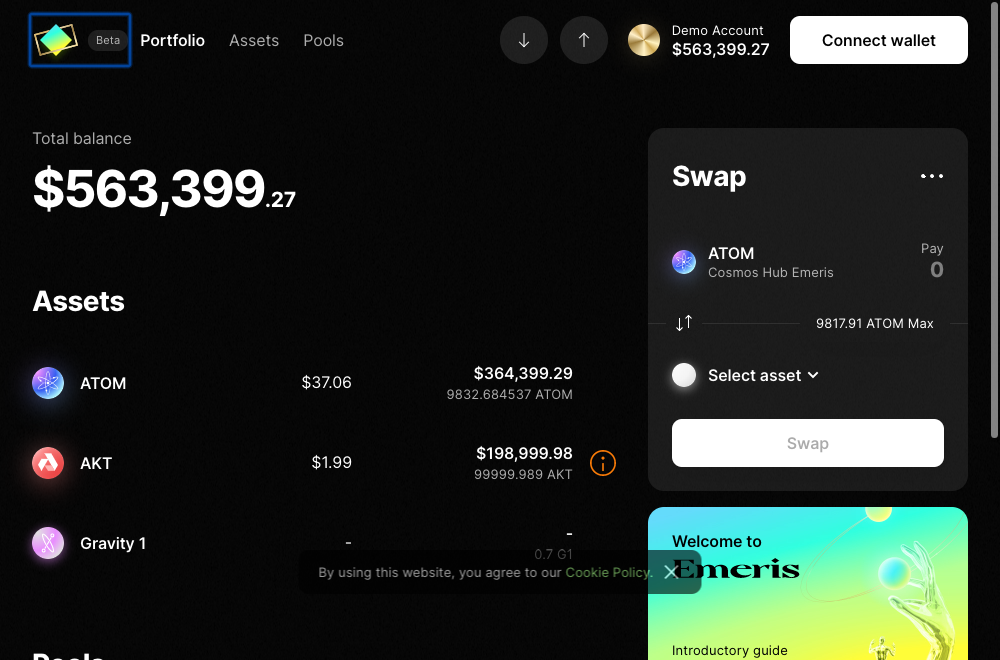 Beta
Portfolio
Assets
Pools
Demo Account
$563,399.27
Connect wallet
Total balance
$563,399.27
Assets
ATOM
$37.06
$364,399.29
9832.684537 ATOM
AKT
$1.99
$198,999.98
99999.989 AKT
Gravity 1
-
-
0.7 G1
Swap
ATOM
Cosmos Hub Emeris
Pay
0
9817.91 ATOM Max
Select asset
Swap
Welcome to
Emeris
Introductory guide
By using this website, you agree to our Cookie Policy.
Pools